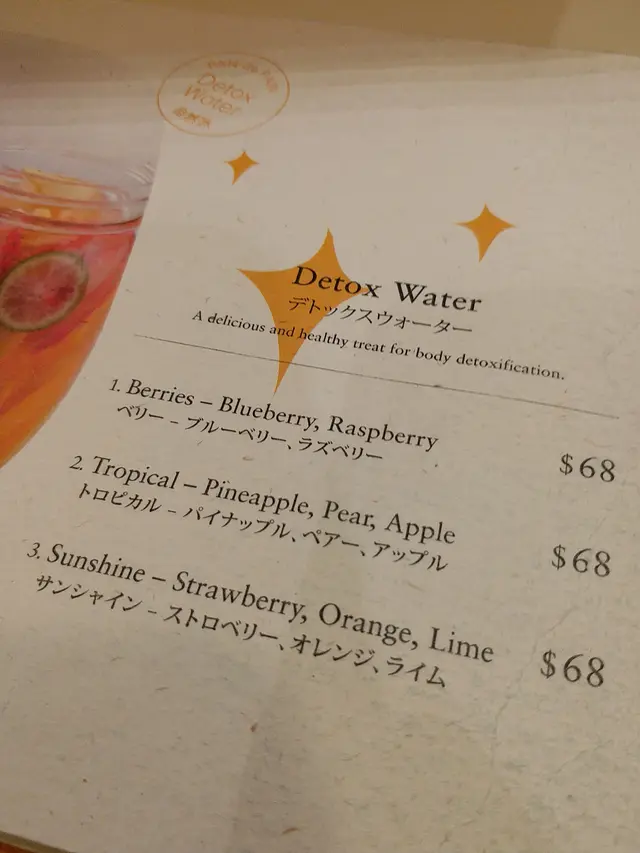 Detox
Water
Detox Water
デトックスウォーター
A delicious and healthy treat for body detoxification.
1. Berries – Blueberry, Raspberry
ベリー – ブルーベリー、ラズベリー
$68
2. Tropical – Pineapple, Pear, Apple
トロピカル – パイナップル、ペアー、アップル
$68
3. Sunshine – Strawberry, Orange, Lime
サンシャイン – ストロベリー、オレンジ、ライム
$68